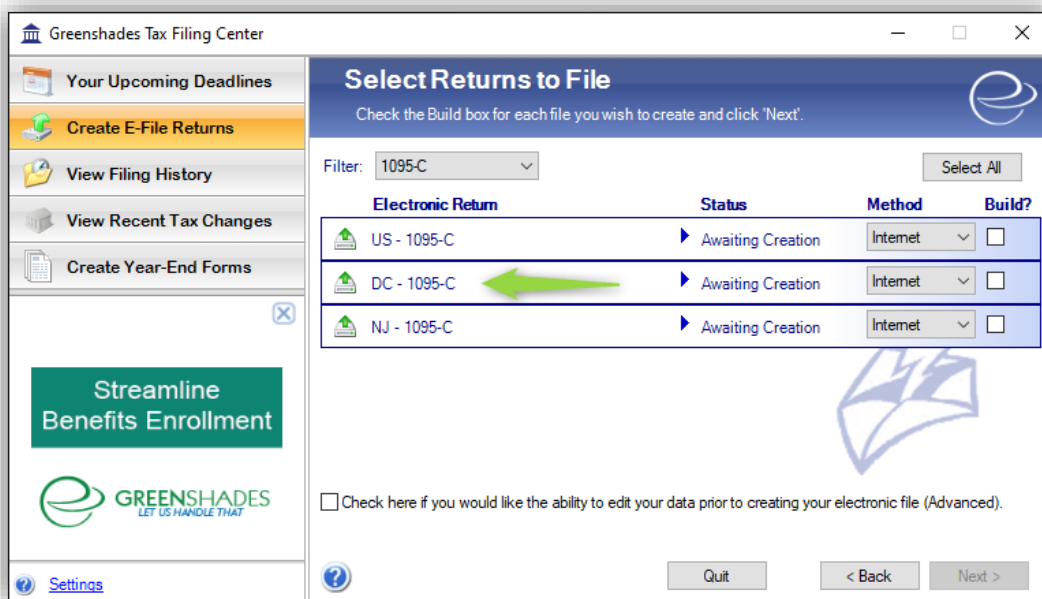 Greenshades Tax Filing Center
Your Upcoming Deadlines
Create E-File Returns
View Filing History
View Recent Tax Changes
Create Year-End Forms
Streamline
Benefits Enrollment
GREENSHADES
LET US HANDLE THAT
Settings
Select Returns to File
Check the Build box for each file you wish to create and click 'Next'.
Filter: 1095-C Select All
Electronic Return Status Method Build?
US - 1095-C Awaiting Creation Internet
DC - 1095-C Awaiting Creation Internet
NJ - 1095-C Awaiting Creation Internet
Check here if you would like the ability to edit your data prior to creating your electronic file (Advanced).
Quit < Back Next >